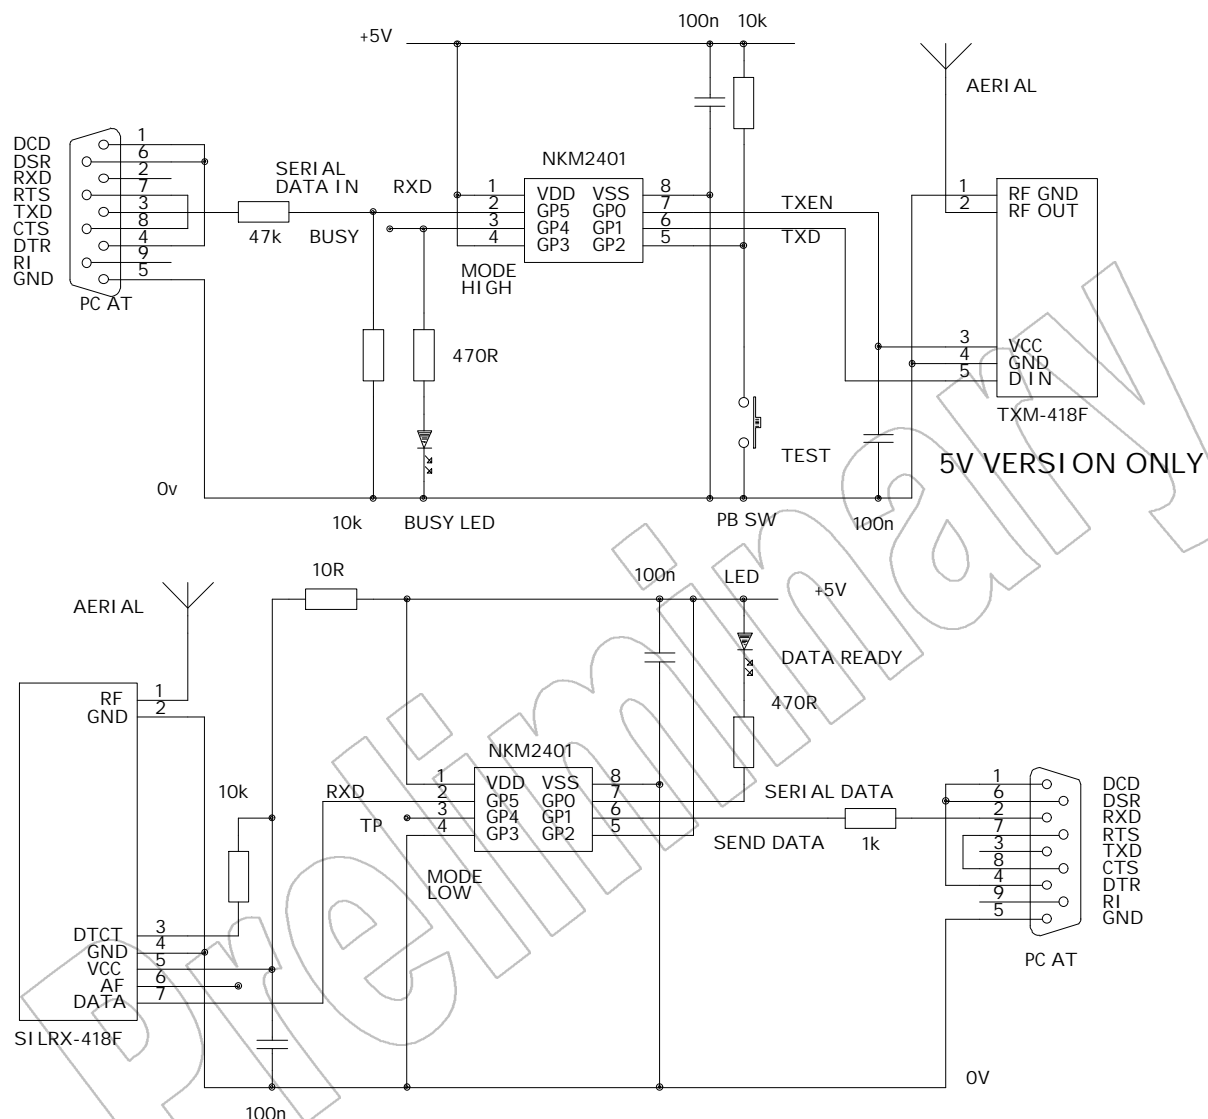 100n 10k
+5V
AERIAL
DCD 1
DSR 6
RXD 2
RTS 7
TXD 3
CTS 8
DTR 4
RI 9
GND 5
PC AT
SERIAL
DATA IN
47k
RXD
BUSY
NKM2401
1 VDD VSS 8
2 GP5 GP0 7
3 GP4 GP1 6
4 GP3 GP2 5
MODE
HIGH
TXEN
TXD
1 RF GND
2 RF OUT
3 VCC
4 GND
5 DIN
TXM-418F
5V VERSION ONLY
470R
TEST
0v
10k
BUSY LED
PB SW
100n
Preliminary
AERIAL
10R
100n
LED
+5V
DATA READY
470R
RF 1
GND 2
10k
DTCT 3
GND 4
VCC 5
AF 6
DATA 7
SILRX-418F
100n
RXD
TP
NKM2401
1 VDD VSS 8
2 GP5 GP0 7
3 GP4 GP1 6
4 GP3 GP2 5
MODE
LOW
SERIAL DATA
SEND DATA
1k
1 DCD
6 DSR
2 RXD
7 RTS
3 TXD
8 CTS
4 DTR
9 RI
5 GND
PC AT
0V